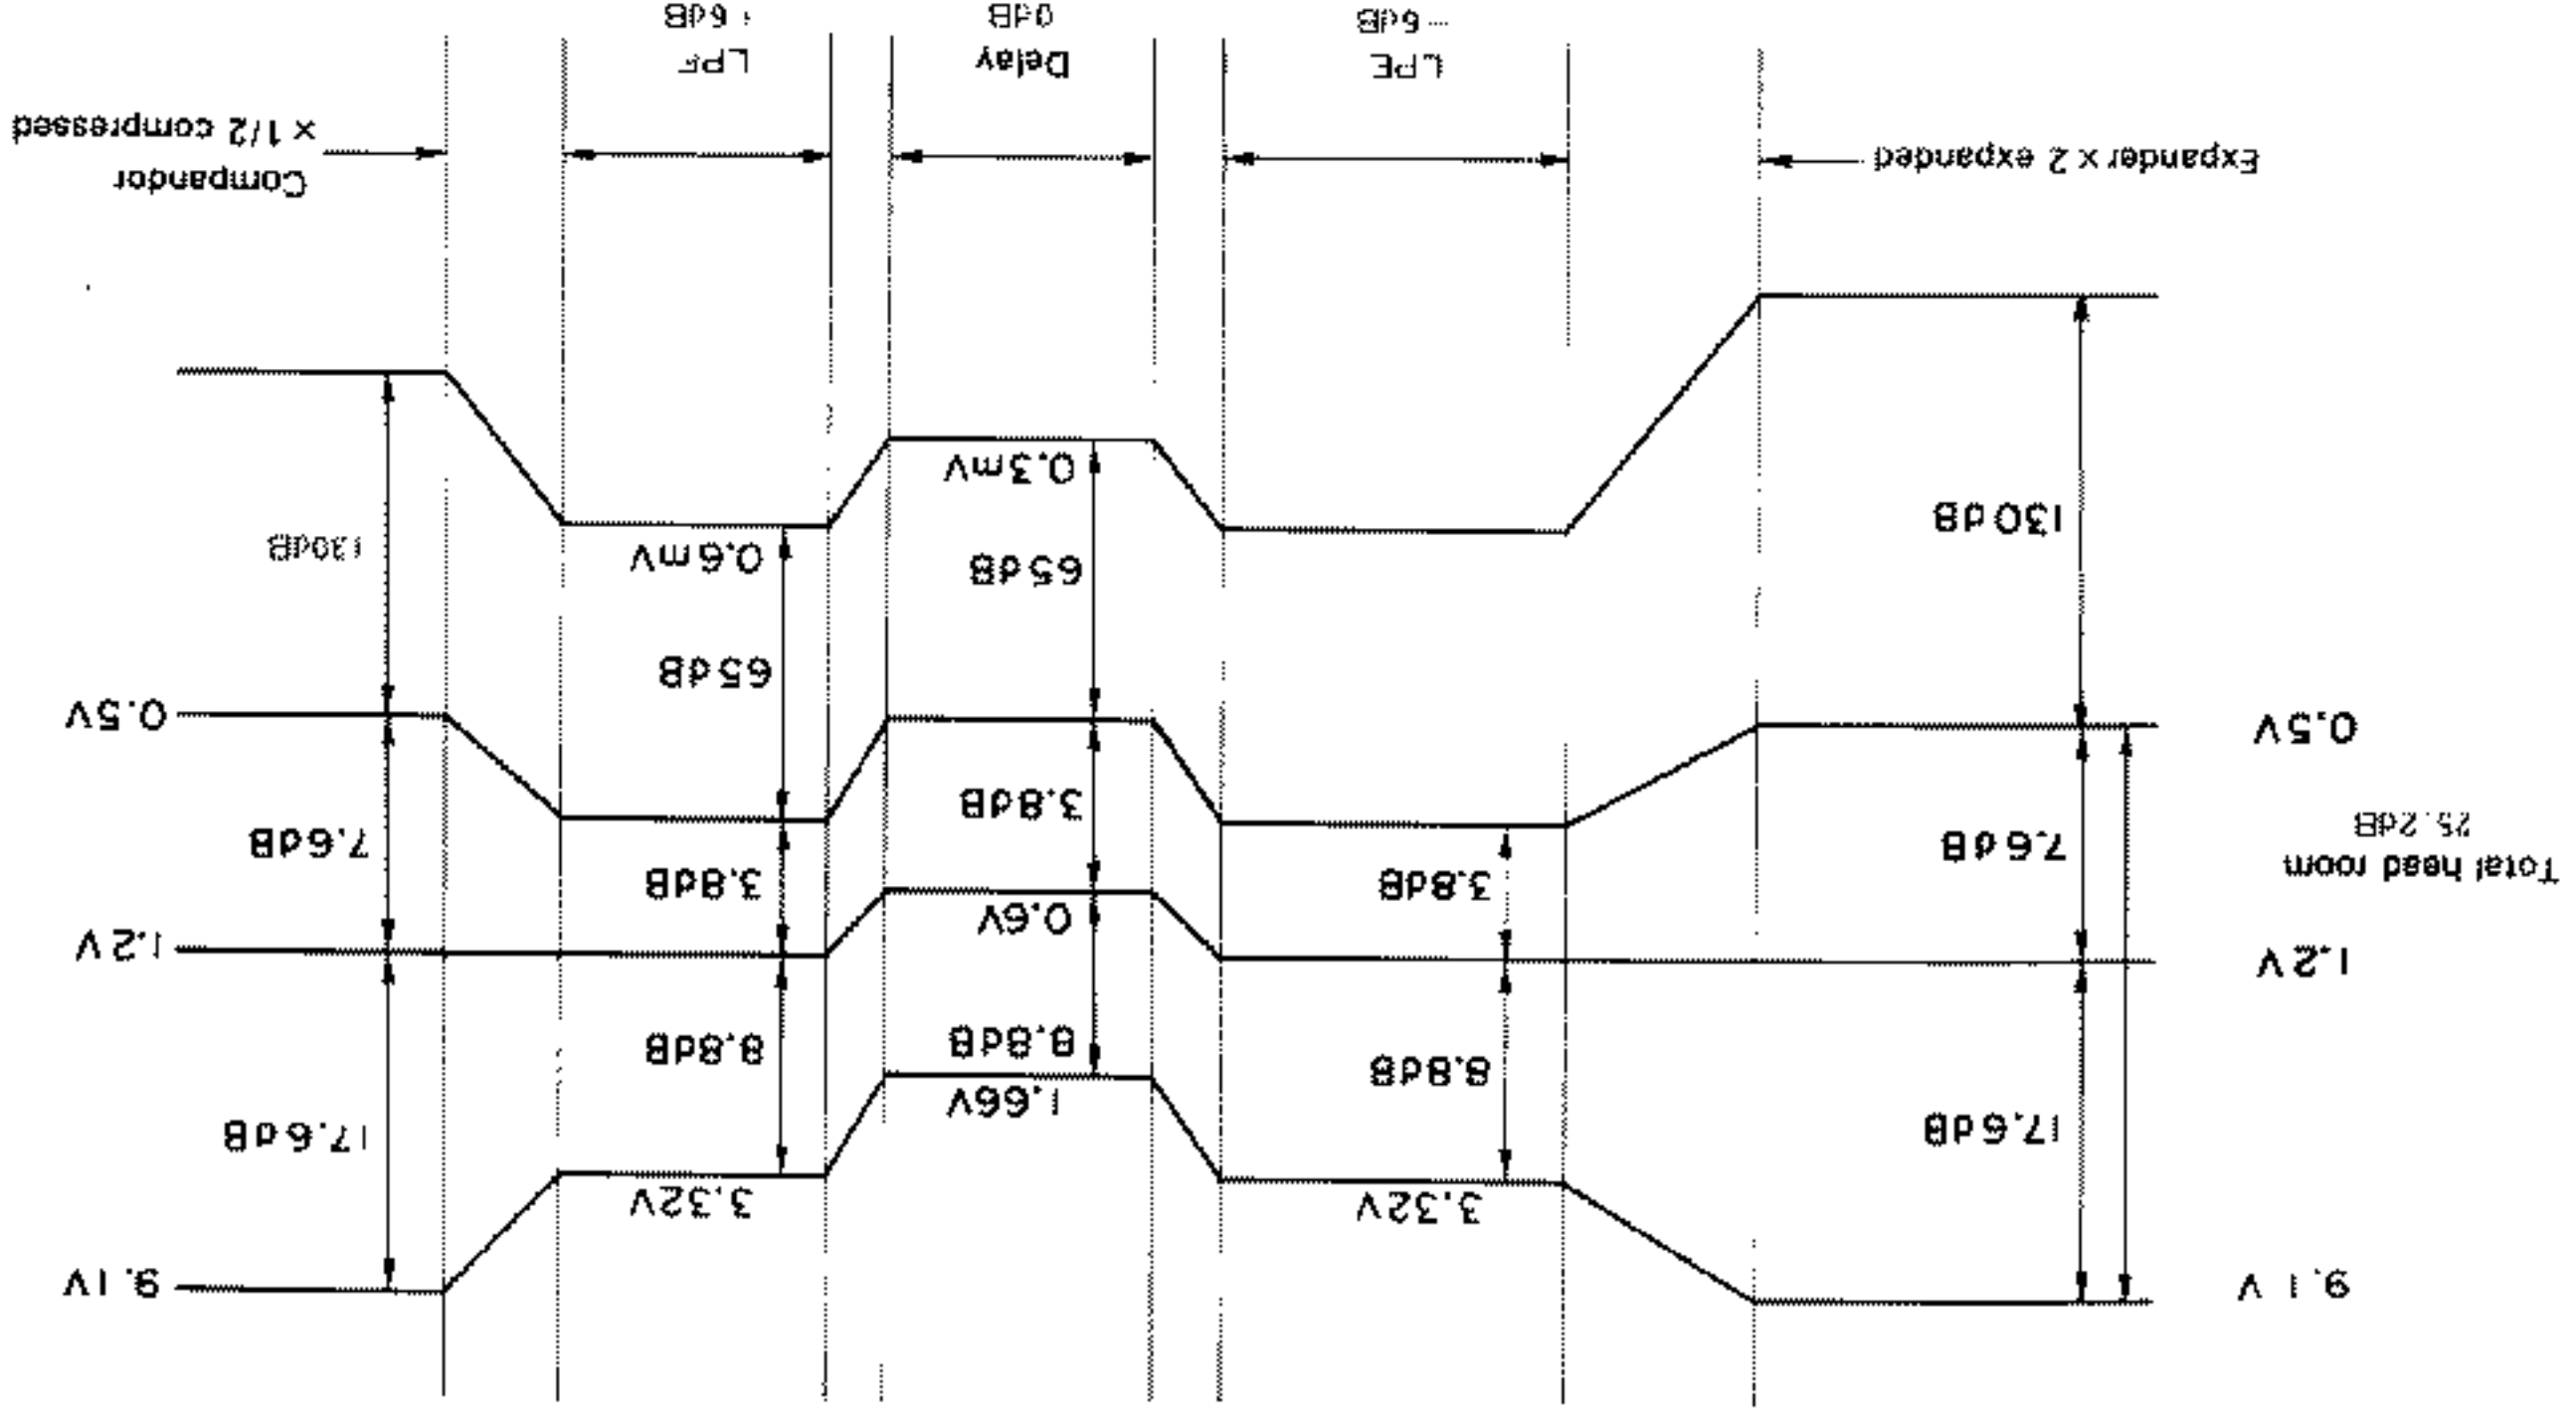 9.1V
9.1V
3.32V
3.32V
17.6dB
17.6dB
1.66V
8.8dB
8.8dB
8.8dB
1.2V
1.2V
0.6V
Total head room
25.2dB
7.6dB
3.8dB
3.8dB
3.8dB
7.6dB
0.5V
0.5V
65dB
130dB
65dB
0.6mV
130dB
0.3mV
Expander × 2 expanded
Compandor
× 1/2 compressed
LPE
−6dB
Delay
0dB
LPF
+6dB